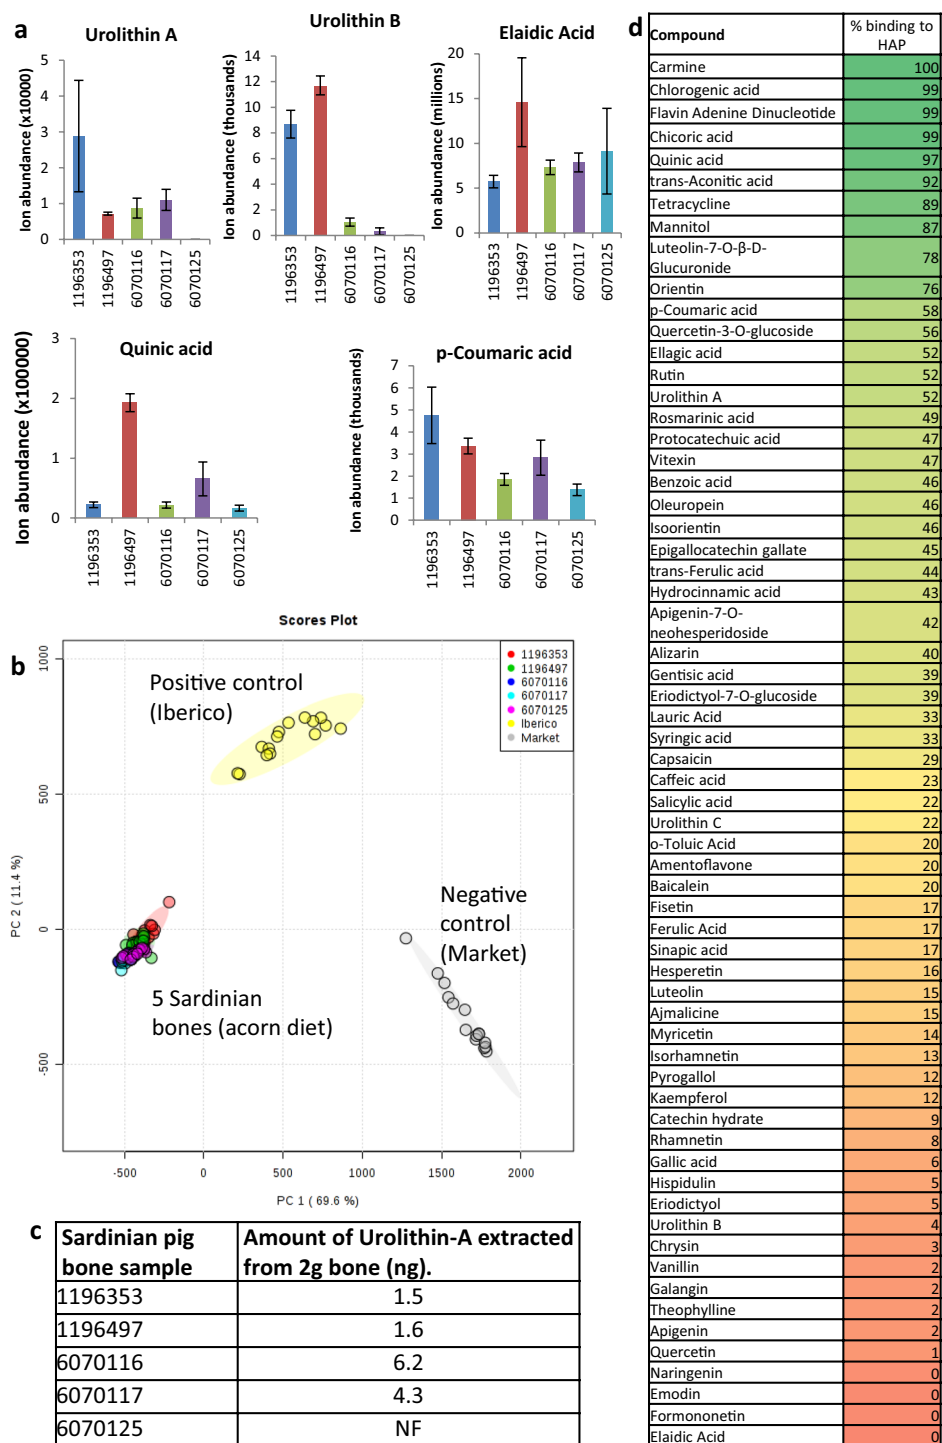 a
Urolithin A
Ion abundance (x10000)
5
4
3
2
1
0
1196353
1196497
6070116
6070117
6070125
Urolithin B
Ion abundance (thousands)
14
12
10
8
6
4
2
0
1196353
1196497
6070116
6070117
6070125
Elaidic Acid
Ion abundance (millions)
20
15
10
5
0
1196353
1196497
6070116
6070117
6070125
Quinic acid
Ion abundance (x100000)
3
2
1
0
1196353
1196497
6070116
6070117
6070125
p-Coumaric acid
Ion abundance (thousands)
7
6
5
4
3
2
1
0
1196353
1196497
6070116
6070117
6070125
b
Scores Plot
PC 2 ( 11.4 %)
1000
500
0
-500
Positive control
(Iberico)
1196353
1196497
6070116
6070117
6070125
Iberico
Market
Negative
control
(Market)
5 Sardinian
bones (acorn diet)
-500 0 500 1000 1500 2000
PC 1 ( 69.6 %)
c
Sardinian pig bone sample Amount of Urolithin-A extracted from 2g bone (ng).
1196353 1.5
1196497 1.6
6070116 6.2
6070117 4.3
6070125 NF
d
Compound % binding to HAP
Carmine 100
Chlorogenic acid 99
Flavin Adenine Dinucleotide 99
Chicoric acid 99
Quinic acid 97
trans-Aconitic acid 92
Tetracycline 89
Mannitol 87
Luteolin-7-O-β-D-
Glucuronide 78
Orientin 76
p-Coumaric acid 58
Quercetin-3-O-glucoside 56
Ellagic acid 52
Rutin 52
Urolithin A 52
Rosmarinic acid 49
Protocatechuic acid 47
Vitexin 47
Benzoic acid 46
Oleuropein 46
Isoorientin 46
Epigallocatechin gallate 45
trans-Ferulic acid 44
Hydrocinnamic acid 43
Apigenin-7-O-
neohesperidoside 42
Alizarin 40
Gentisic acid 39
Eriodictyol-7-O-glucoside 39
Lauric Acid 33
Syringic acid 33
Capsaicin 29
Caffeic acid 23
Salicylic acid 22
Urolithin C 22
o-Toluic Acid 20
Amentoflavone 20
Baicalein 20
Fisetin 17
Ferulic Acid 17
Sinapic acid 17
Hesperetin 16
Luteolin 15
Ajmalicine 15
Myricetin 14
Isorhamnetin 13
Pyrogallol 12
Kaempferol 12
Catechin hydrate 9
Rhamnetin 8
Gallic acid 6
Hispidulin 5
Eriodictyol 5
Urolithin B 4
Chrysin 3
Vanillin 2
Galangin 2
Theophylline 2
Apigenin 2
Quercetin 1
Naringenin 0
Emodin 0
Formononetin 0
Elaidic Acid 0